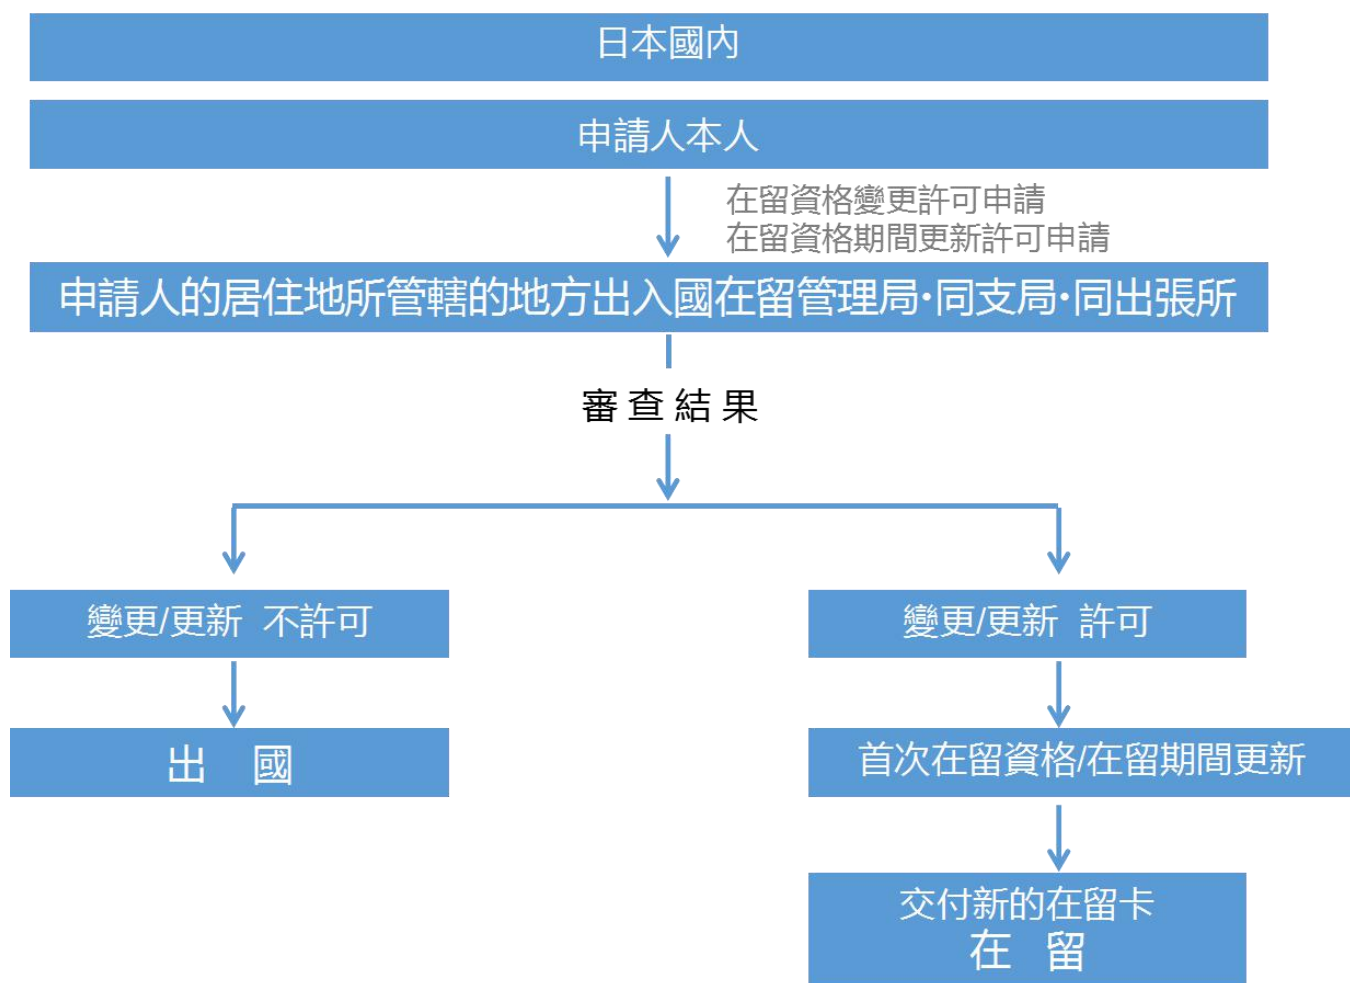 日本國內
申請人本人
在留資格變更許可申請
在留資格期間更新許可申請
申請人的居住地所管轄的地方出入國在留管理局・同支局・同出張所
審查結果
變更/更新 不許可
變更/更新 許可
出 國
首次在留資格/在留期間更新
交付新的在留卡
在 留